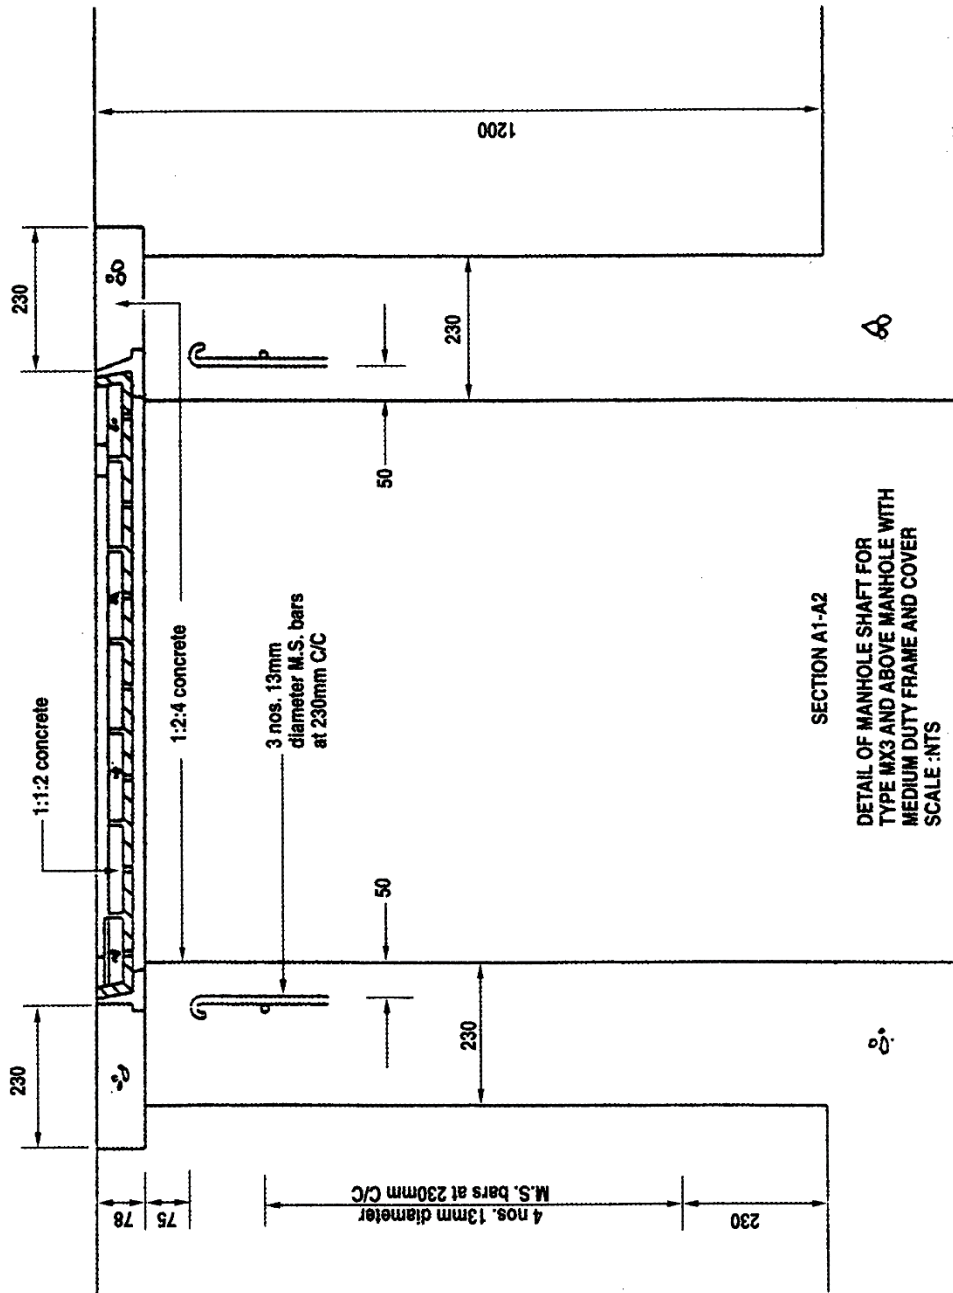 230
1:1:2 concrete
230
1:2:4 concrete
3 nos. 13mm
diameter M.S. bars
at 230mm C/C
78
75
4 nos. 13mm diameter
M.S. bars at 230mm C/C
230
50
50
230
230
1200
SECTION A1-A2
DETAIL OF MANHOLE SHAFT FOR
TYPE MX3 AND ABOVE MANHOLE WITH
MEDIUM DUTY FRAME AND COVER
SCALE :NTS